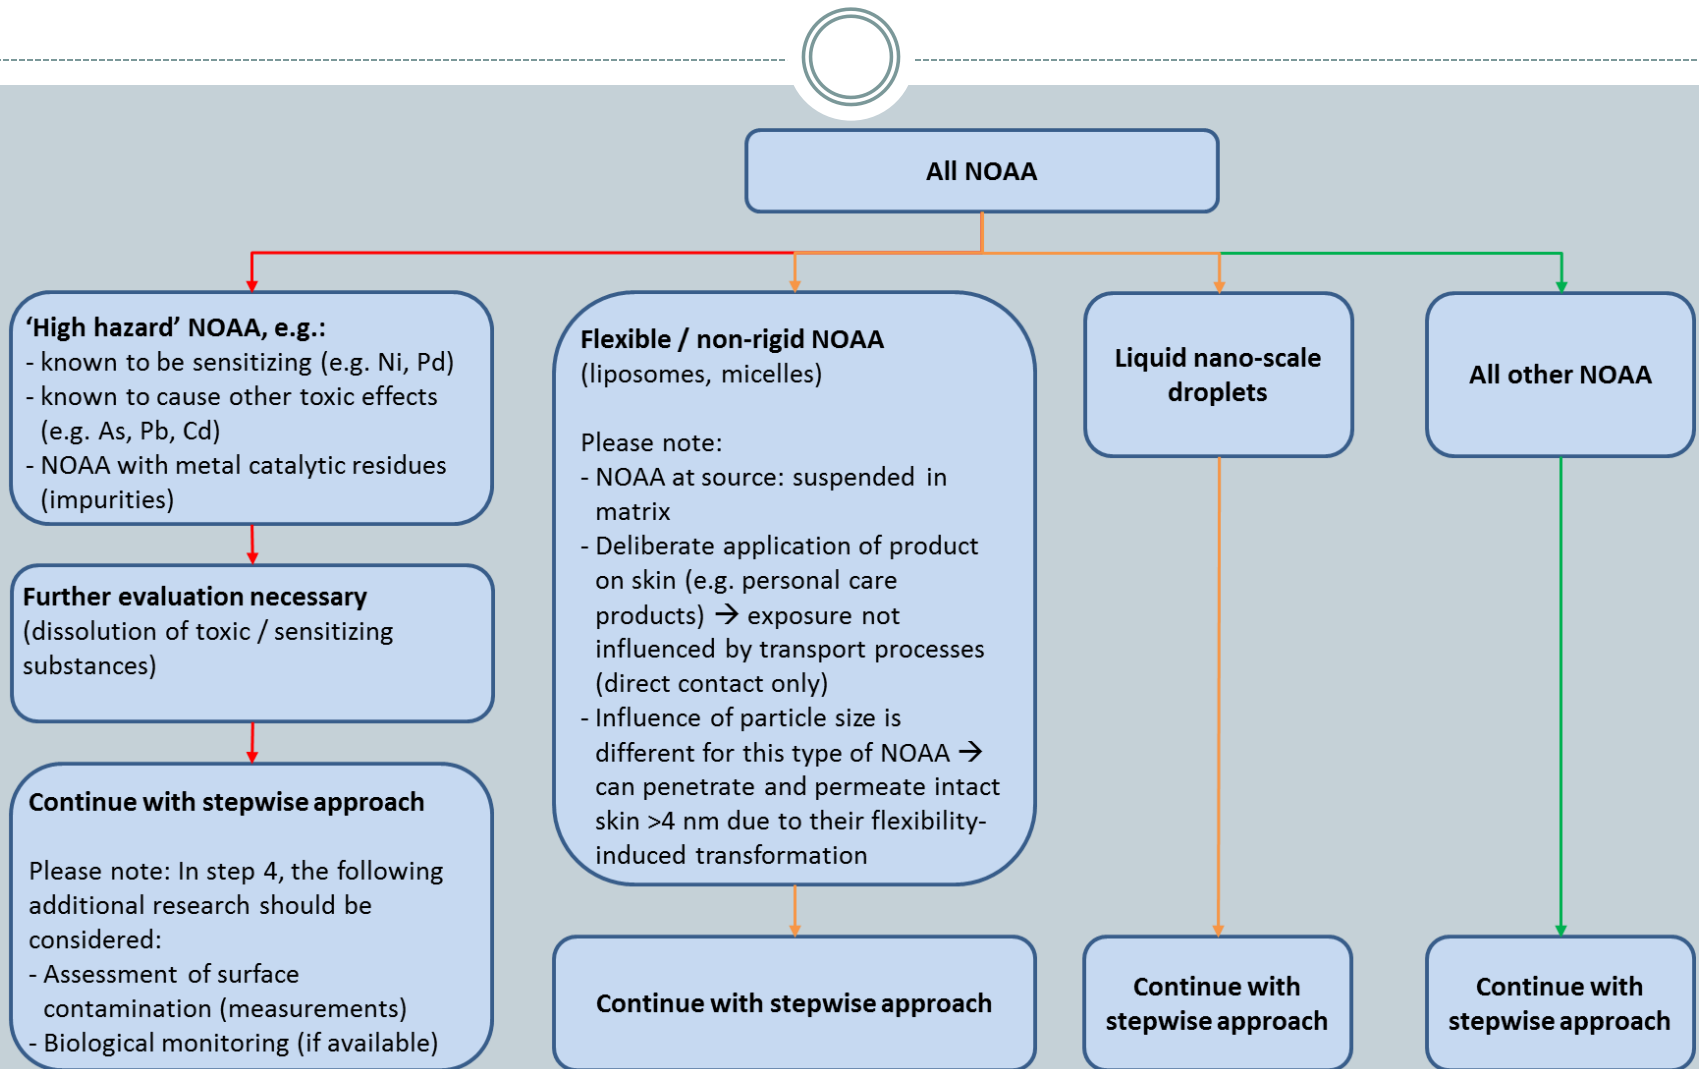 All NOAA
‘High hazard’ NOAA, e.g.:
- known to be sensitizing (e.g. Ni, Pd)
- known to cause other toxic effects
(e.g. As, Pb, Cd)
- NOAA with metal catalytic residues
(impurities)
Further evaluation necessary
(dissolution of toxic / sensitizing
substances)
Continue with stepwise approach
Please note: In step 4, the following
additional research should be
considered:
- Assessment of surface
contamination (measurements)
- Biological monitoring (if available)
Flexible / non-rigid NOAA
(liposomes, micelles)
Please note:
- NOAA at source: suspended in
matrix
- Deliberate application of product
on skin (e.g. personal care
products) → exposure not
influenced by transport processes
(direct contact only)
- Influence of particle size is
different for this type of NOAA →
can penetrate and permeate intact
skin >4 nm due to their flexibility-
induced transformation
Continue with stepwise approach
Liquid nano-scale
droplets
Continue with
stepwise approach
All other NOAA
Continue with
stepwise approach